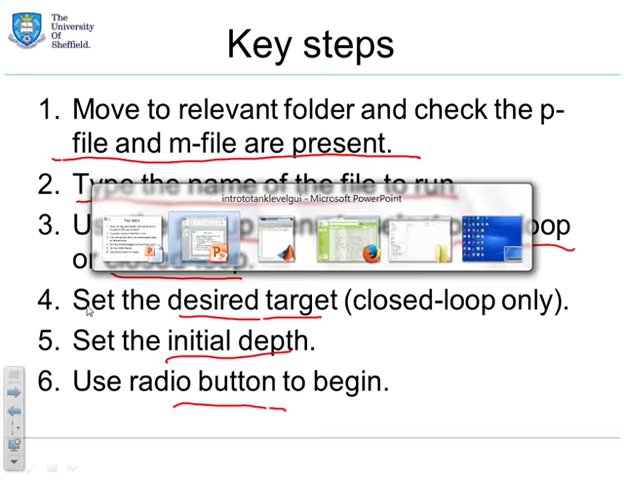 The
University
Of
Sheffield.
Key steps
1. Move to relevant folder and check the p-
file and m-file are present.
2. Type the name of the file to run
intrototanklevelgui - Microsoft PowerPoint
3. loop
or
4. Set the desired target (closed-loop only).
5. Set the initial depth.
6. Use radio button to begin.